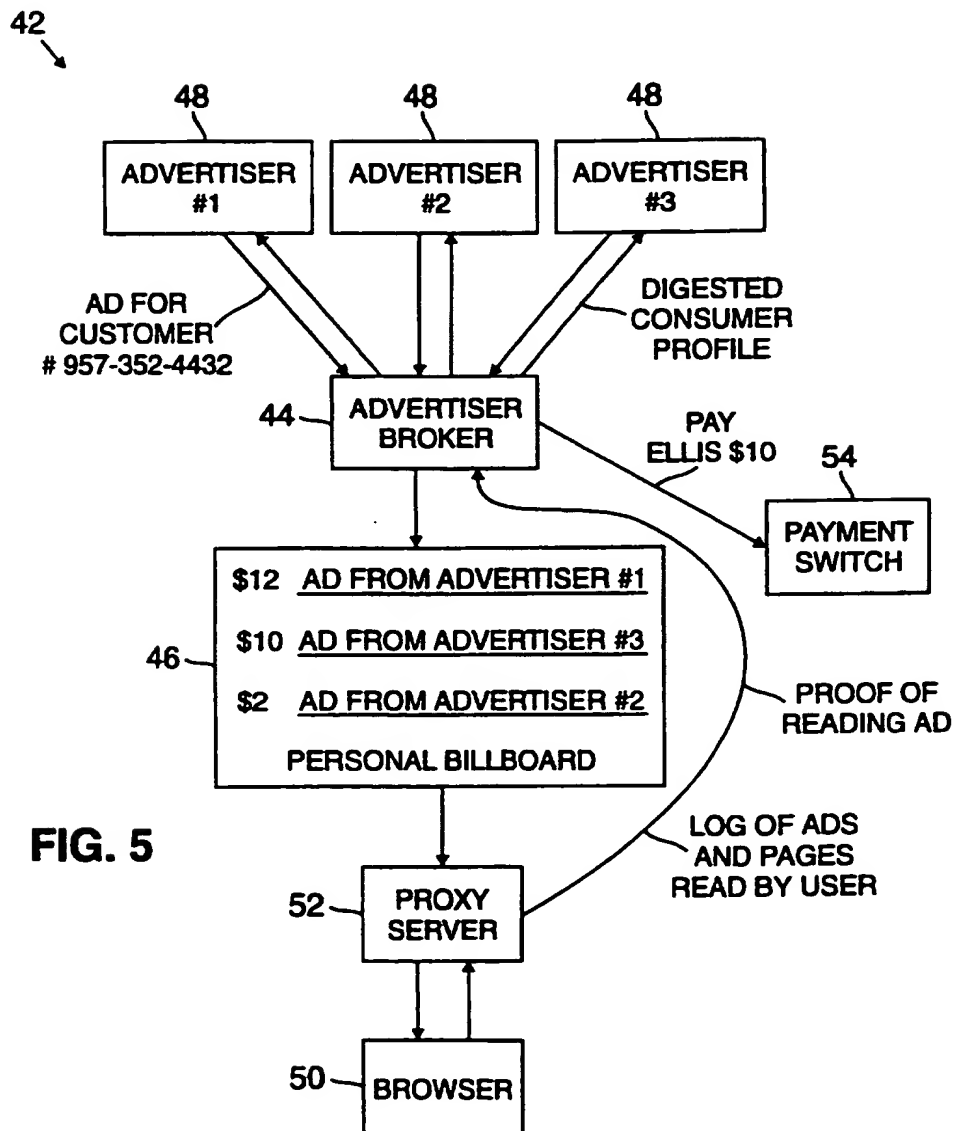 42
48
48
48
ADVERTISER
#1
ADVERTISER
#2
ADVERTISER
#3
AD FOR
CUSTOMER
# 957-352-4432
DIGESTED
CONSUMER
PROFILE
44
ADVERTISER
BROKER
PAY
ELLIS $10
54
PAYMENT
SWITCH
$12 AD FROM ADVERTISER #1
$10 AD FROM ADVERTISER #3
46
$2 AD FROM ADVERTISER #2
PERSONAL BILLBOARD
PROOF OF
READING AD
FIG. 5
LOG OF ADS
AND PAGES
READ BY USER
52
PROXY
SERVER
50
BROWSER